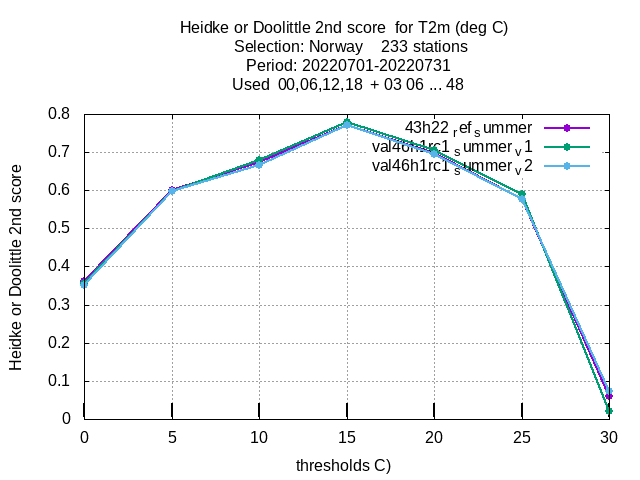 Heidke or Doolittle 2nd score  for T2m (deg C)
Selection: Norway    233 stations
Period: 20220701-20220731
Used  00,06,12,18  + 03 06 ... 48
Heidke or Doolittle 2nd score
0.8
0.7
0.6
0.5
0.4
0.3
0.2
0.1
0
43h22 ref summer
val46h1rc1 summer v1
val46h1rc1 summer v2
0 5 10 15 20 25 30
thresholds C)